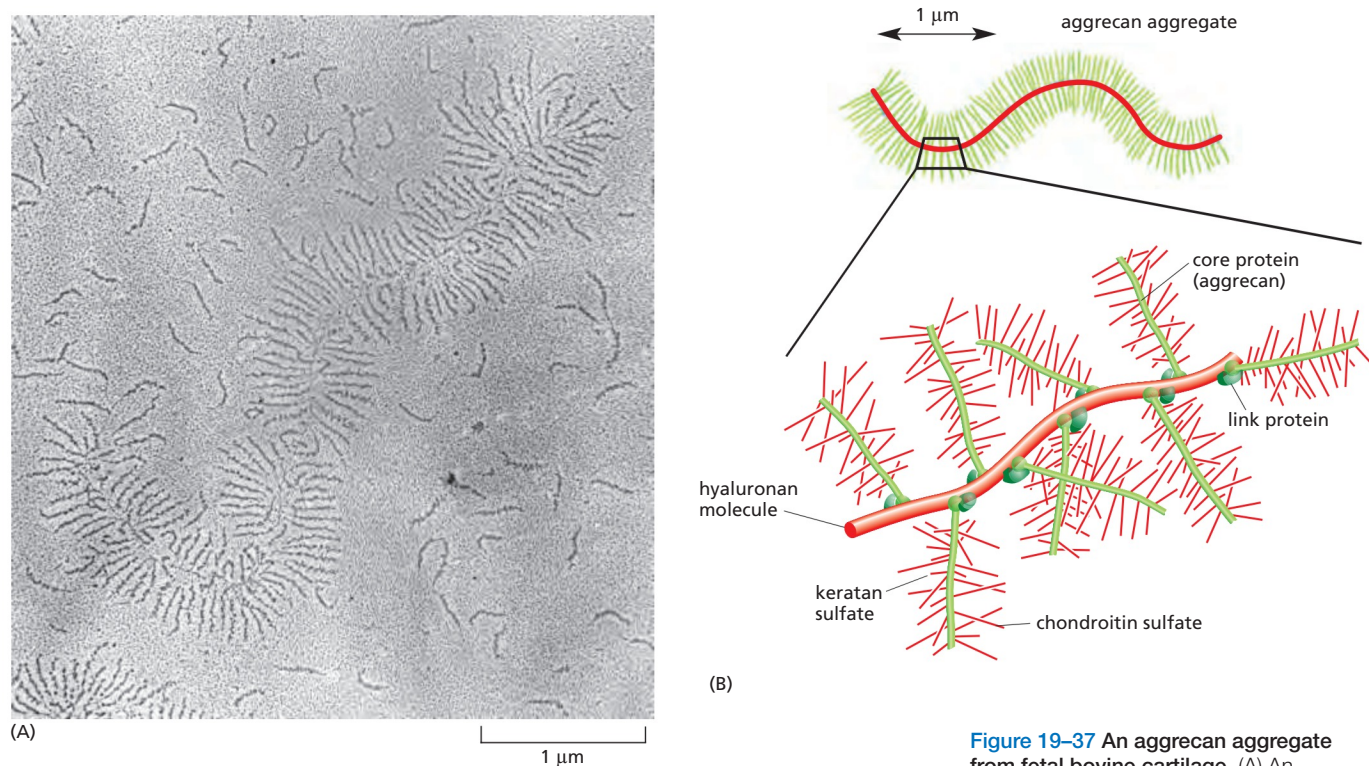 (A)
1 μm
1 μm
aggrecan aggregate
core protein
(aggrecan)
link protein
hyaluronan
molecule
keratan
sulfate
chondroitin sulfate
(B)
Figure 19–37 An aggrecan aggregate
from fetal bovine cartilage. (A) An